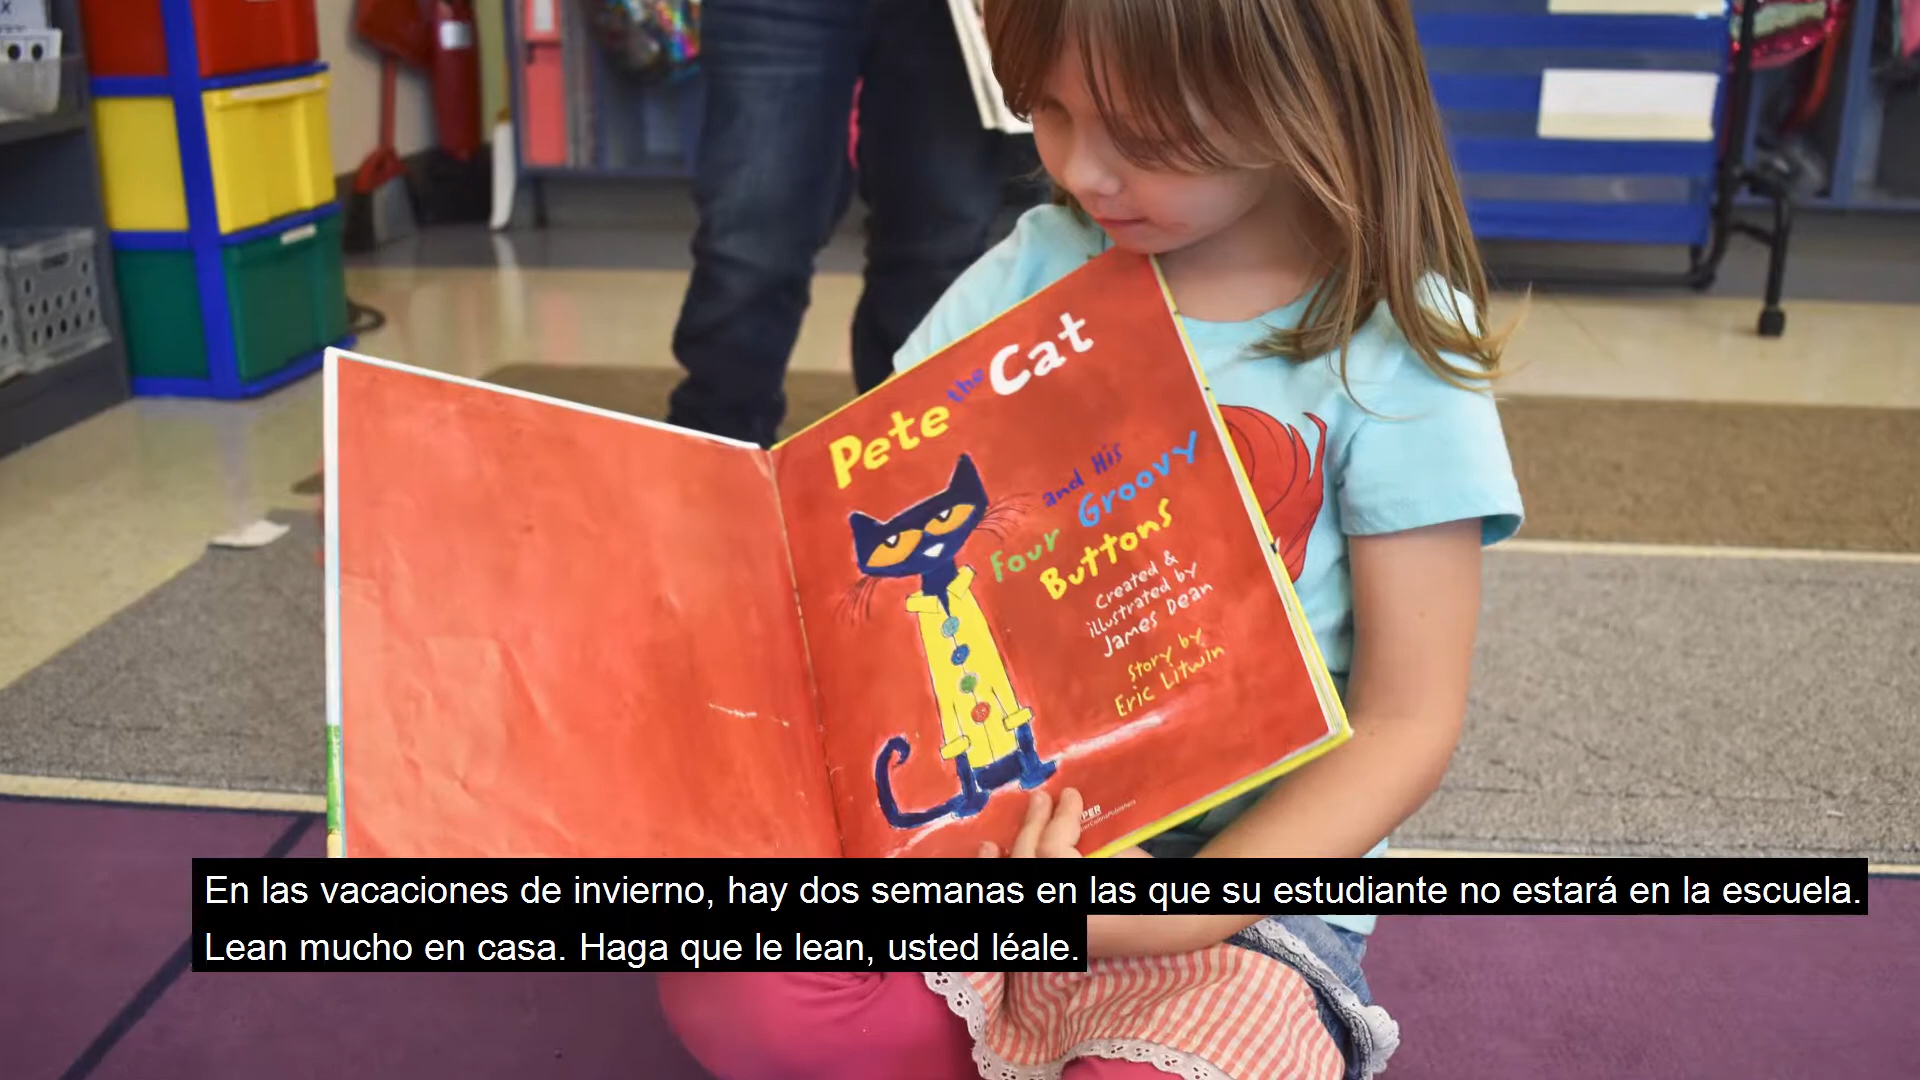 Pete the Cat
and His
Four Groovy
Buttons
created &
illustrated by
James Dean
Story by
Eric Litwin
HarperCollinsPublishers
En las vacaciones de invierno, hay dos semanas en las que su estudiante no estará en la escuela.
Lean mucho en casa. Haga que le lean, usted léale.